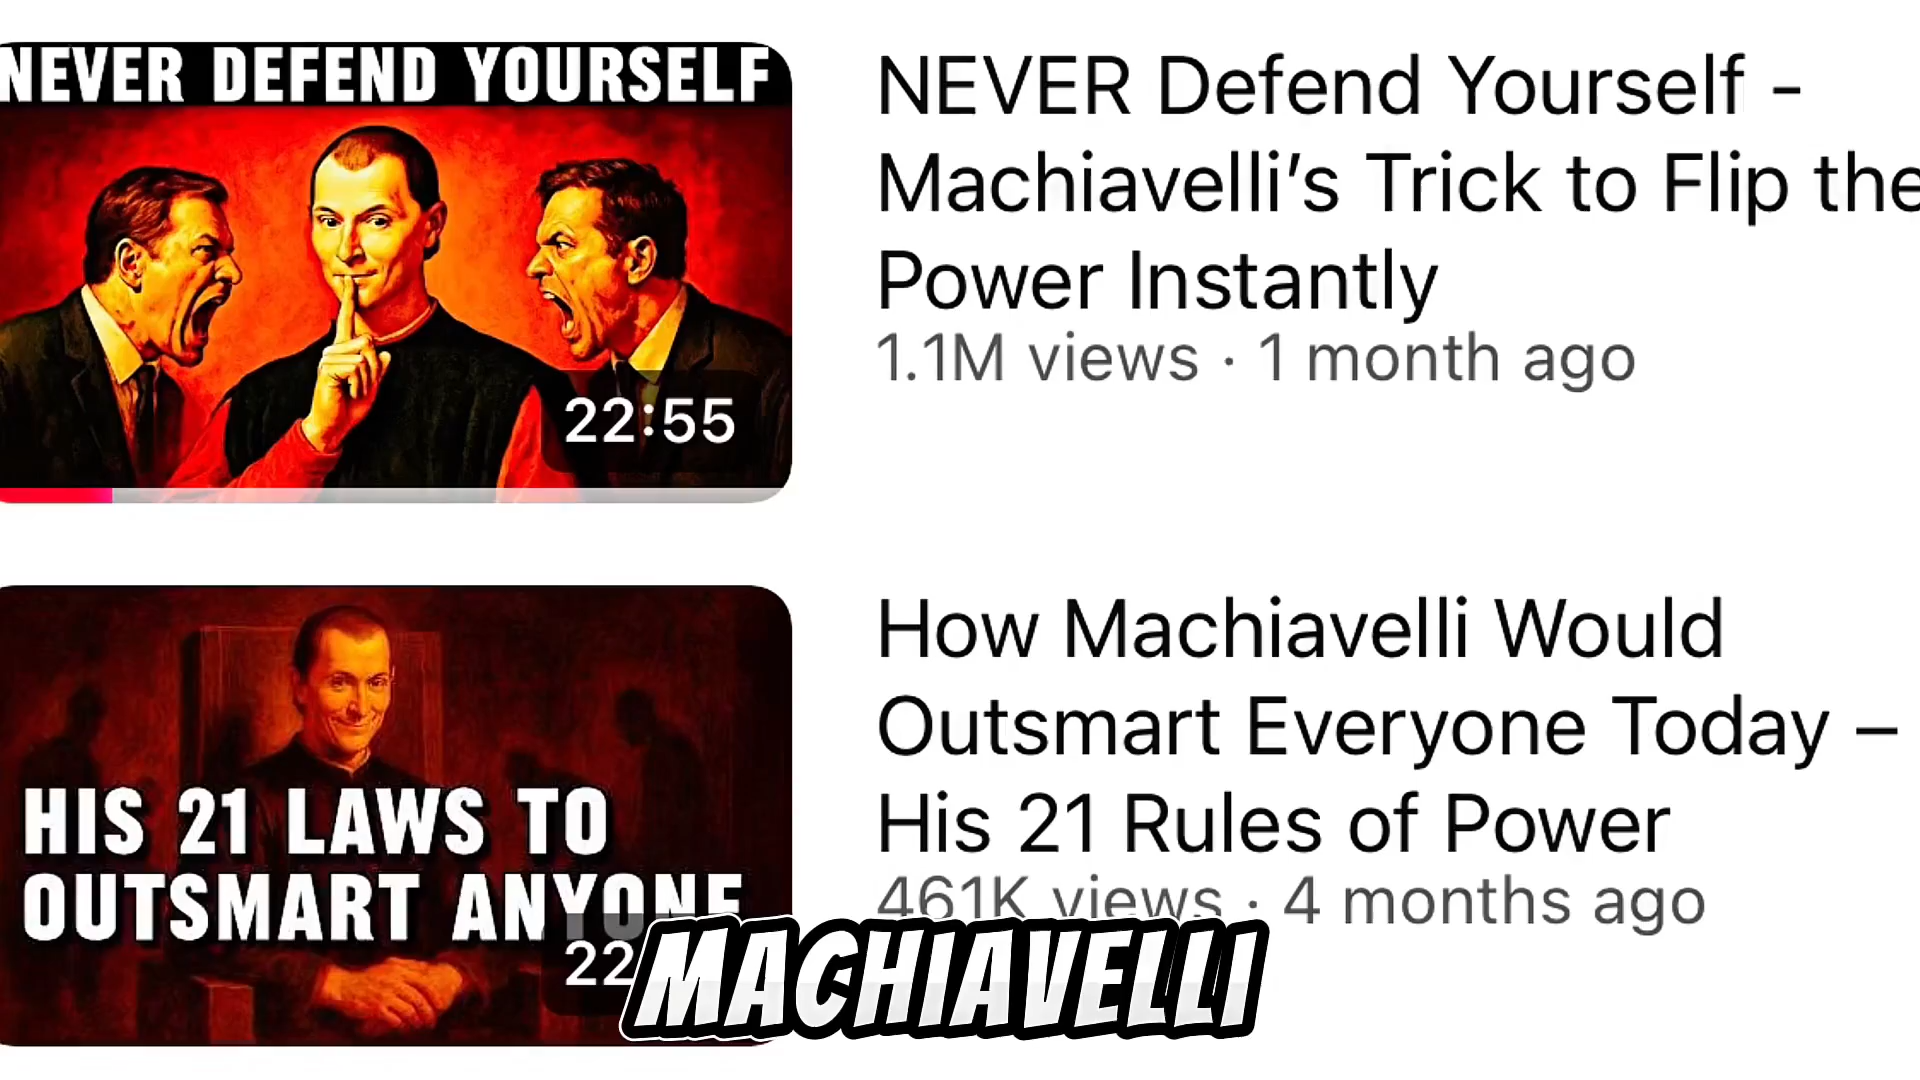 NEVER DEFEND YOURSELF
22:55
NEVER Defend Yourself -
Machiavelli’s Trick to Flip the
Power Instantly
1.1M views · 1 month ago
HIS 21 LAWS TO
OUTSMART ANYONE
22
How Machiavelli Would
Outsmart Everyone Today –
His 21 Rules of Power
461K views · 4 months ago
MACHIAVELLI